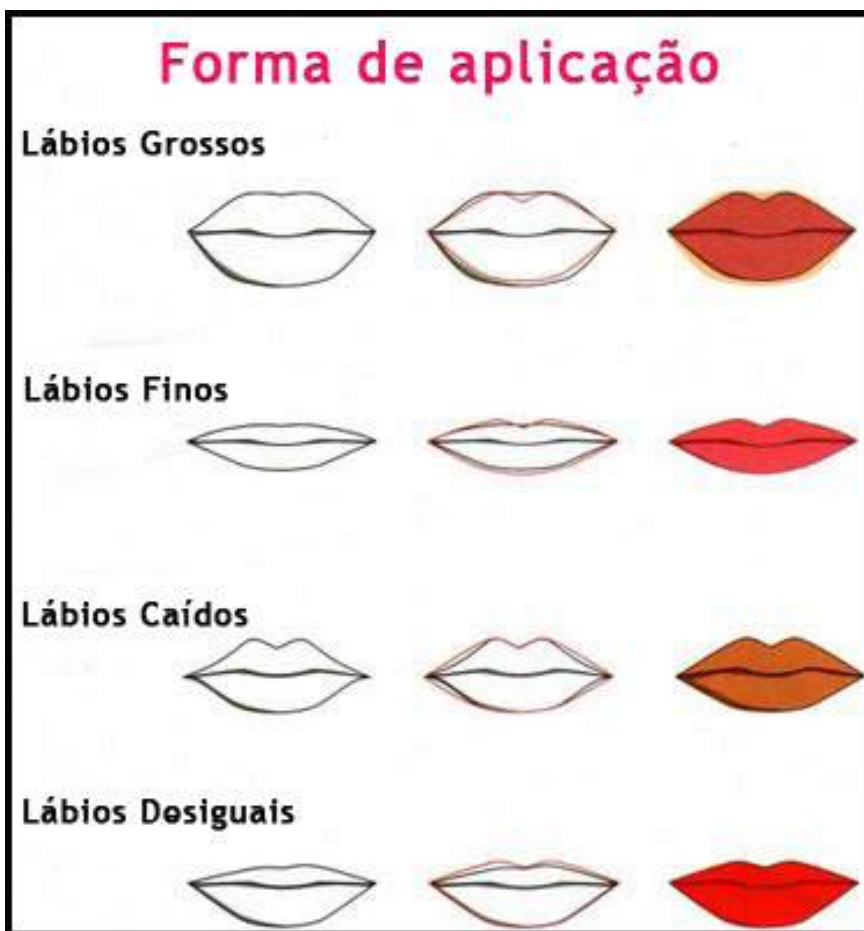 Forma de aplicação
Lábios Grossos
Lábios Finos
Lábios Caídos
Lábios Desiguais